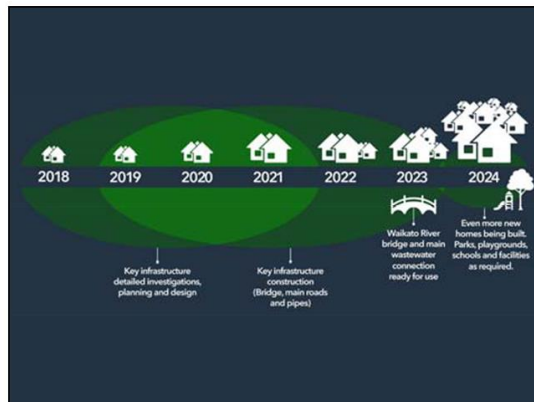 2018 2019 2020 2021 2022 2023 2024
Key infrastructure
detailed investigations,
planning and design
Key infrastructure
construction
(Bridge, main roads
and pipes)
Waikato River
bridge and main
wastewater
connection
ready for use
Even more new
homes being built.
Parks, playgrounds,
schools and facilities
as required.